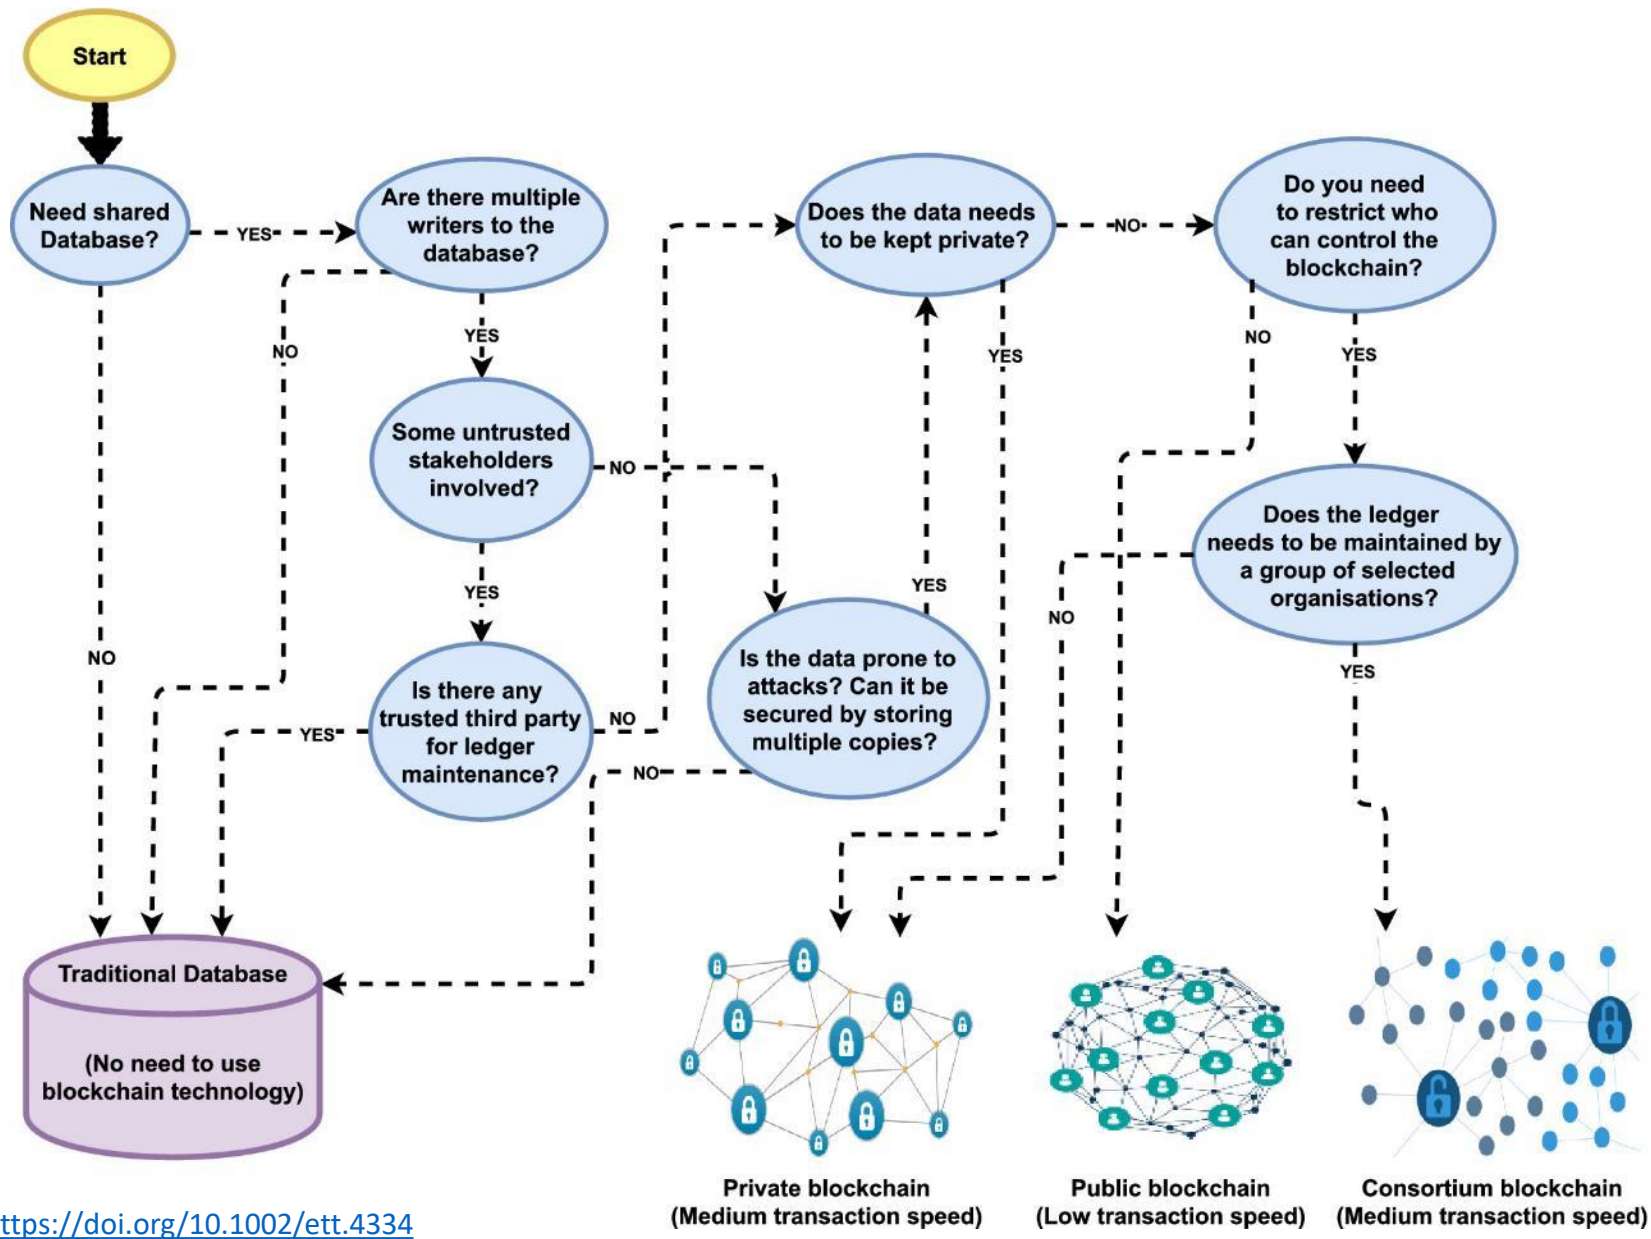 Start
Need shared
Database?
YES
Are there multiple
writers to the
database?
Does the data needs
to be kept private?
NO
Do you need
to restrict who
can control the
blockchain?
NO
YES
YES
NO
YES
Some untrusted
stakeholders
involved?
NO
Does the ledger
needs to be maintained by
a group of selected
organisations?
YES
YES
NO
NO
Is there any
trusted third party
for ledger
maintenance?
YES
NO
Is the data prone to
attacks? Can it be
secured by storing
multiple copies?
NO
YES
Traditional Database
(No need to use
blockchain technology)
Private blockchain
(Medium transaction speed)
Public blockchain
(Low transaction speed)
Consortium blockchain
(Medium transaction speed)
ttps://doi.org/10.1002/ett.4334